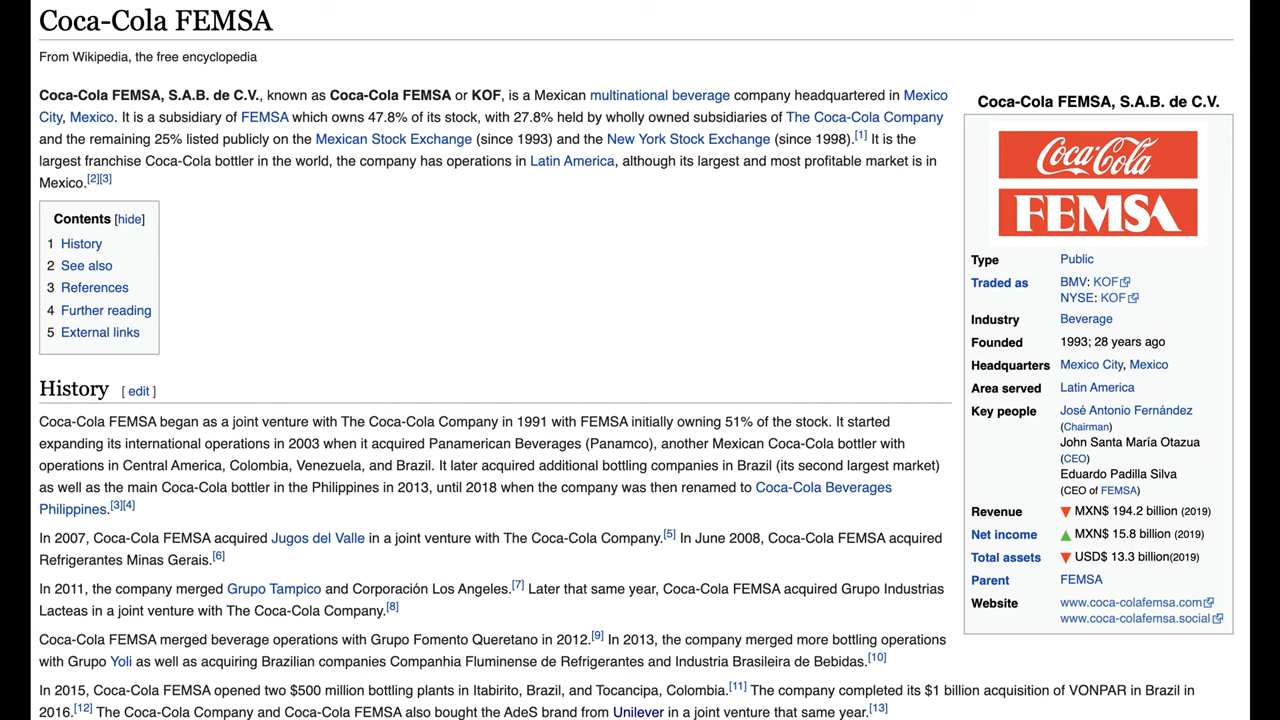 Coca-Cola FEMSA
From Wikipedia, the free encyclopedia
Coca-Cola FEMSA, S.A.B. de C.V., known as Coca-Cola FEMSA or KOF, is a Mexican multinational beverage company headquartered in Mexico
City, Mexico. It is a subsidiary of FEMSA which owns 47.8% of its stock, with 27.8% held by wholly owned subsidiaries of The Coca-Cola Company
and the remaining 25% listed publicly on the Mexican Stock Exchange (since 1993) and the New York Stock Exchange (since 1998).[1] It is the
largest franchise Coca-Cola bottler in the world, the company has operations in Latin America, although its largest and most profitable market is in
Mexico.[2][3]
Contents [hide]
1 History
2 See also
3 References
4 Further reading
5 External links
History [ edit ]
Coca-Cola FEMSA began as a joint venture with The Coca-Cola Company in 1991 with FEMSA initially owning 51% of the stock. It started
expanding its international operations in 2003 when it acquired Panamerican Beverages (Panamco), another Mexican Coca-Cola bottler with
operations in Central America, Colombia, Venezuela, and Brazil. It later acquired additional bottling companies in Brazil (its second largest market)
as well as the main Coca-Cola bottler in the Philippines in 2013, until 2018 when the company was then renamed to Coca-Cola Beverages
Philippines.[3][4]
In 2007, Coca-Cola FEMSA acquired Jugos del Valle in a joint venture with The Coca-Cola Company.[5] In June 2008, Coca-Cola FEMSA acquired
Refrigerantes Minas Gerais.[6]
In 2011, the company merged Grupo Tampico and Corporación Los Angeles.[7] Later that same year, Coca-Cola FEMSA acquired Grupo Industrias
Lacteas in a joint venture with The Coca-Cola Company.[8]
Coca-Cola FEMSA merged beverage operations with Grupo Fomento Queretano in 2012.[9] In 2013, the company merged more bottling operations
with Grupo Yoli as well as acquiring Brazilian companies Companhia Fluminense de Refrigerantes and Industria Brasileira de Bebidas.[10]
In 2015, Coca-Cola FEMSA opened two $500 million bottling plants in Itabirito, Brazil, and Tocancipa, Colombia.[11] The company completed its $1 billion acquisition of VONPAR in Brazil in
2016.[12] The Coca-Cola Company and Coca-Cola FEMSA also bought the AdeS brand from Unilever in a joint venture that same year.[13]
Coca-Cola FEMSA, S.A.B. de C.V.
Coca-Cola
FEMSA
Type Public
Traded as BMV: KOF
NYSE: KOF
Industry Beverage
Founded 1993; 28 years ago
Headquarters Mexico City, Mexico
Area served Latin America
Key people José Antonio Fernández
(Chairman)
John Santa María Otazua
(CEO)
Eduardo Padilla Silva
(CEO of FEMSA)
Revenue ▼ MXN$ 194.2 billion (2019)
Net income ▲ MXN$ 15.8 billion (2019)
Total assets ▼ USD$ 13.3 billion(2019)
Parent FEMSA
Website www.coca-colafemsa.com
www.coca-colafemsa.social